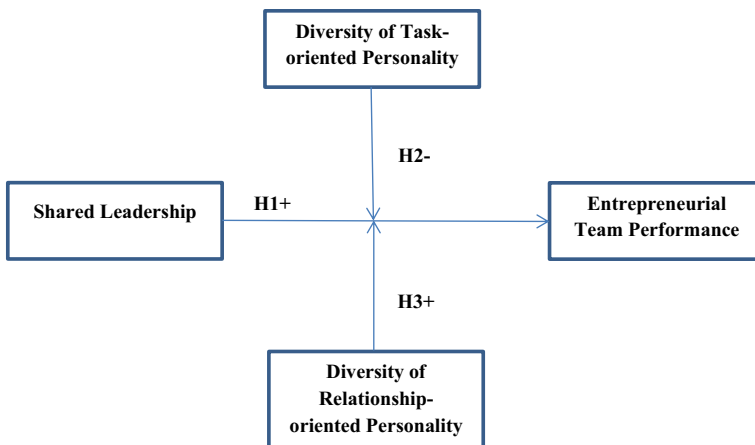 Diversity of Task-
oriented Personality
H2-
Shared Leadership
H1+
Entrepreneurial
Team Performance
H3+
Diversity of
Relationship-
oriented Personality